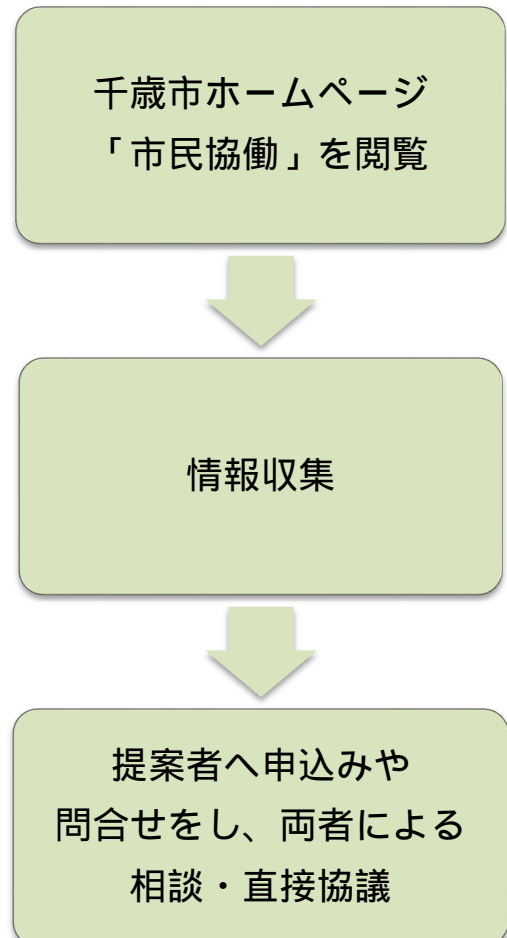 千歳市ホームページ
「市民協働」を閲覧
情報収集
提案者へ申込みや
問合せをし、両者による
相談・直接協議